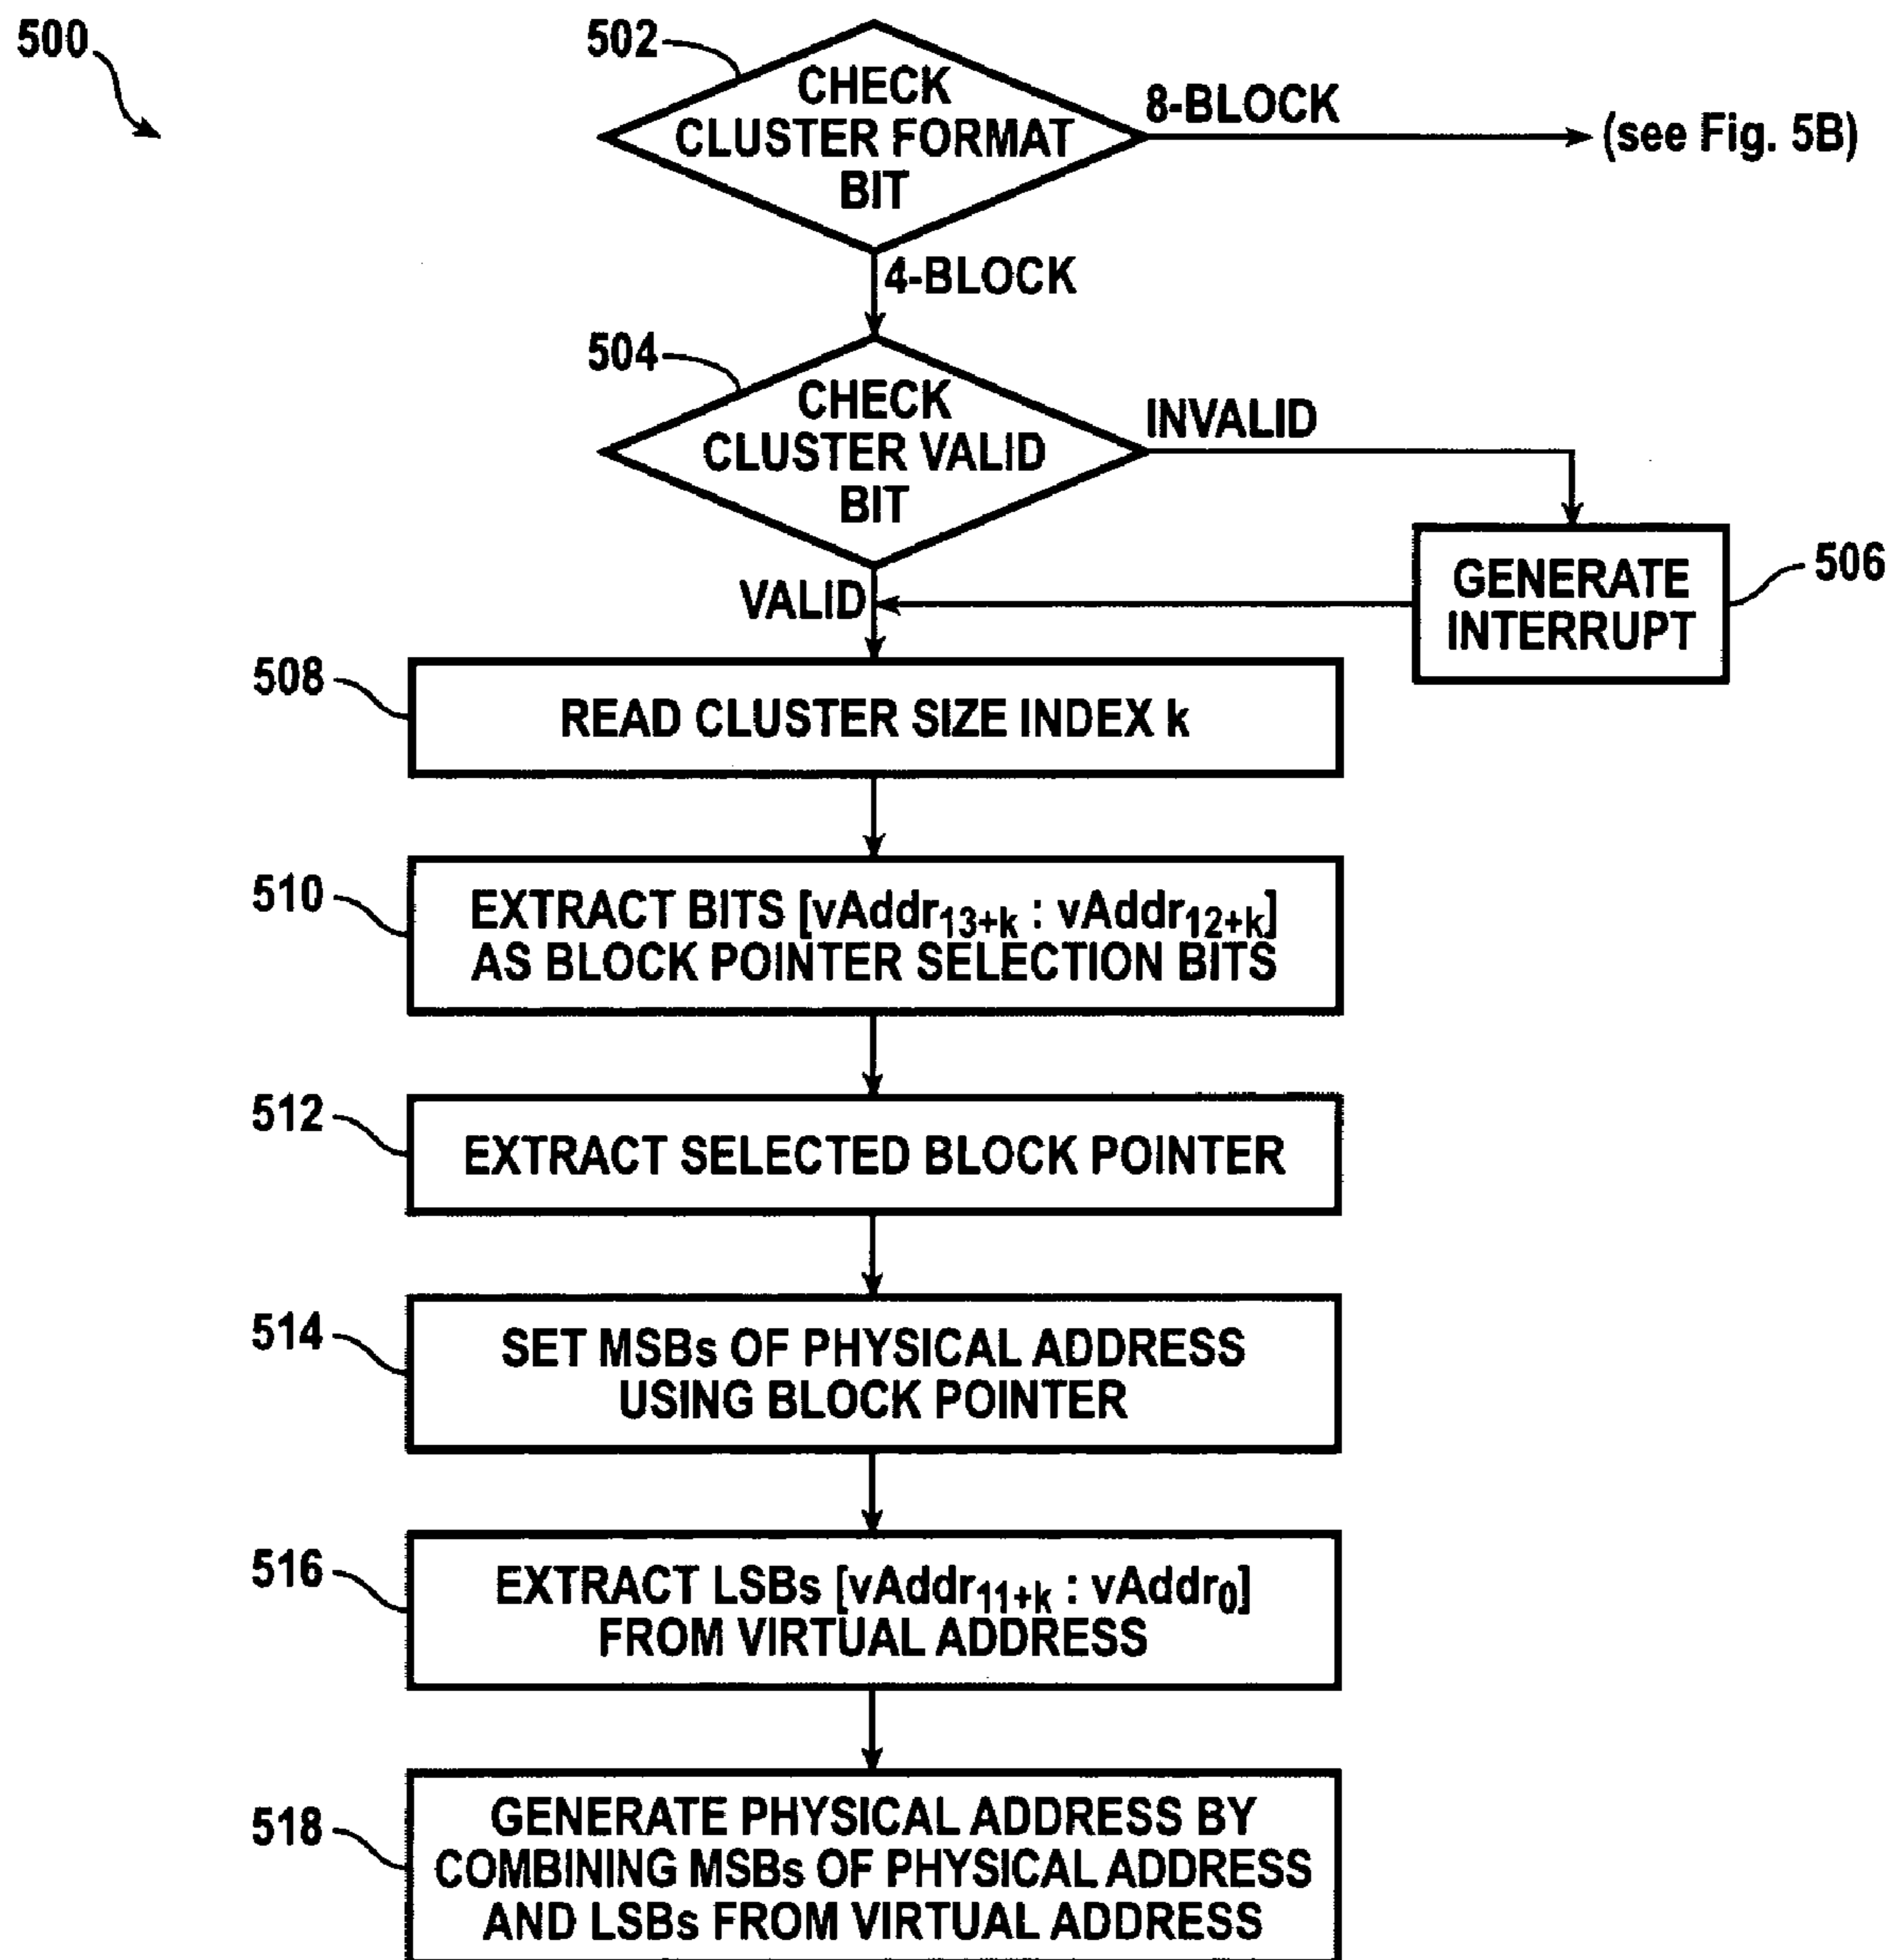 500
502
CHECK
CLUSTER FORMAT
BIT
8-BLOCK
(see Fig. 5B)
4-BLOCK
504
CHECK
CLUSTER VALID
BIT
INVALID
GENERATE
INTERRUPT
506
VALID
508
READ CLUSTER SIZE INDEX k
510
EXTRACT BITS [vAddr13+k : vAddr12+k]
AS BLOCK POINTER SELECTION BITS
512
EXTRACT SELECTED BLOCK POINTER
514
SET MSBs OF PHYSICAL ADDRESS
USING BLOCK POINTER
516
EXTRACT LSBs [vAddr11+k : vAddr0]
FROM VIRTUAL ADDRESS
518
GENERATE PHYSICAL ADDRESS BY
COMBINING MSBs OF PHYSICAL ADDRESS
AND LSBs FROM VIRTUAL ADDRESS